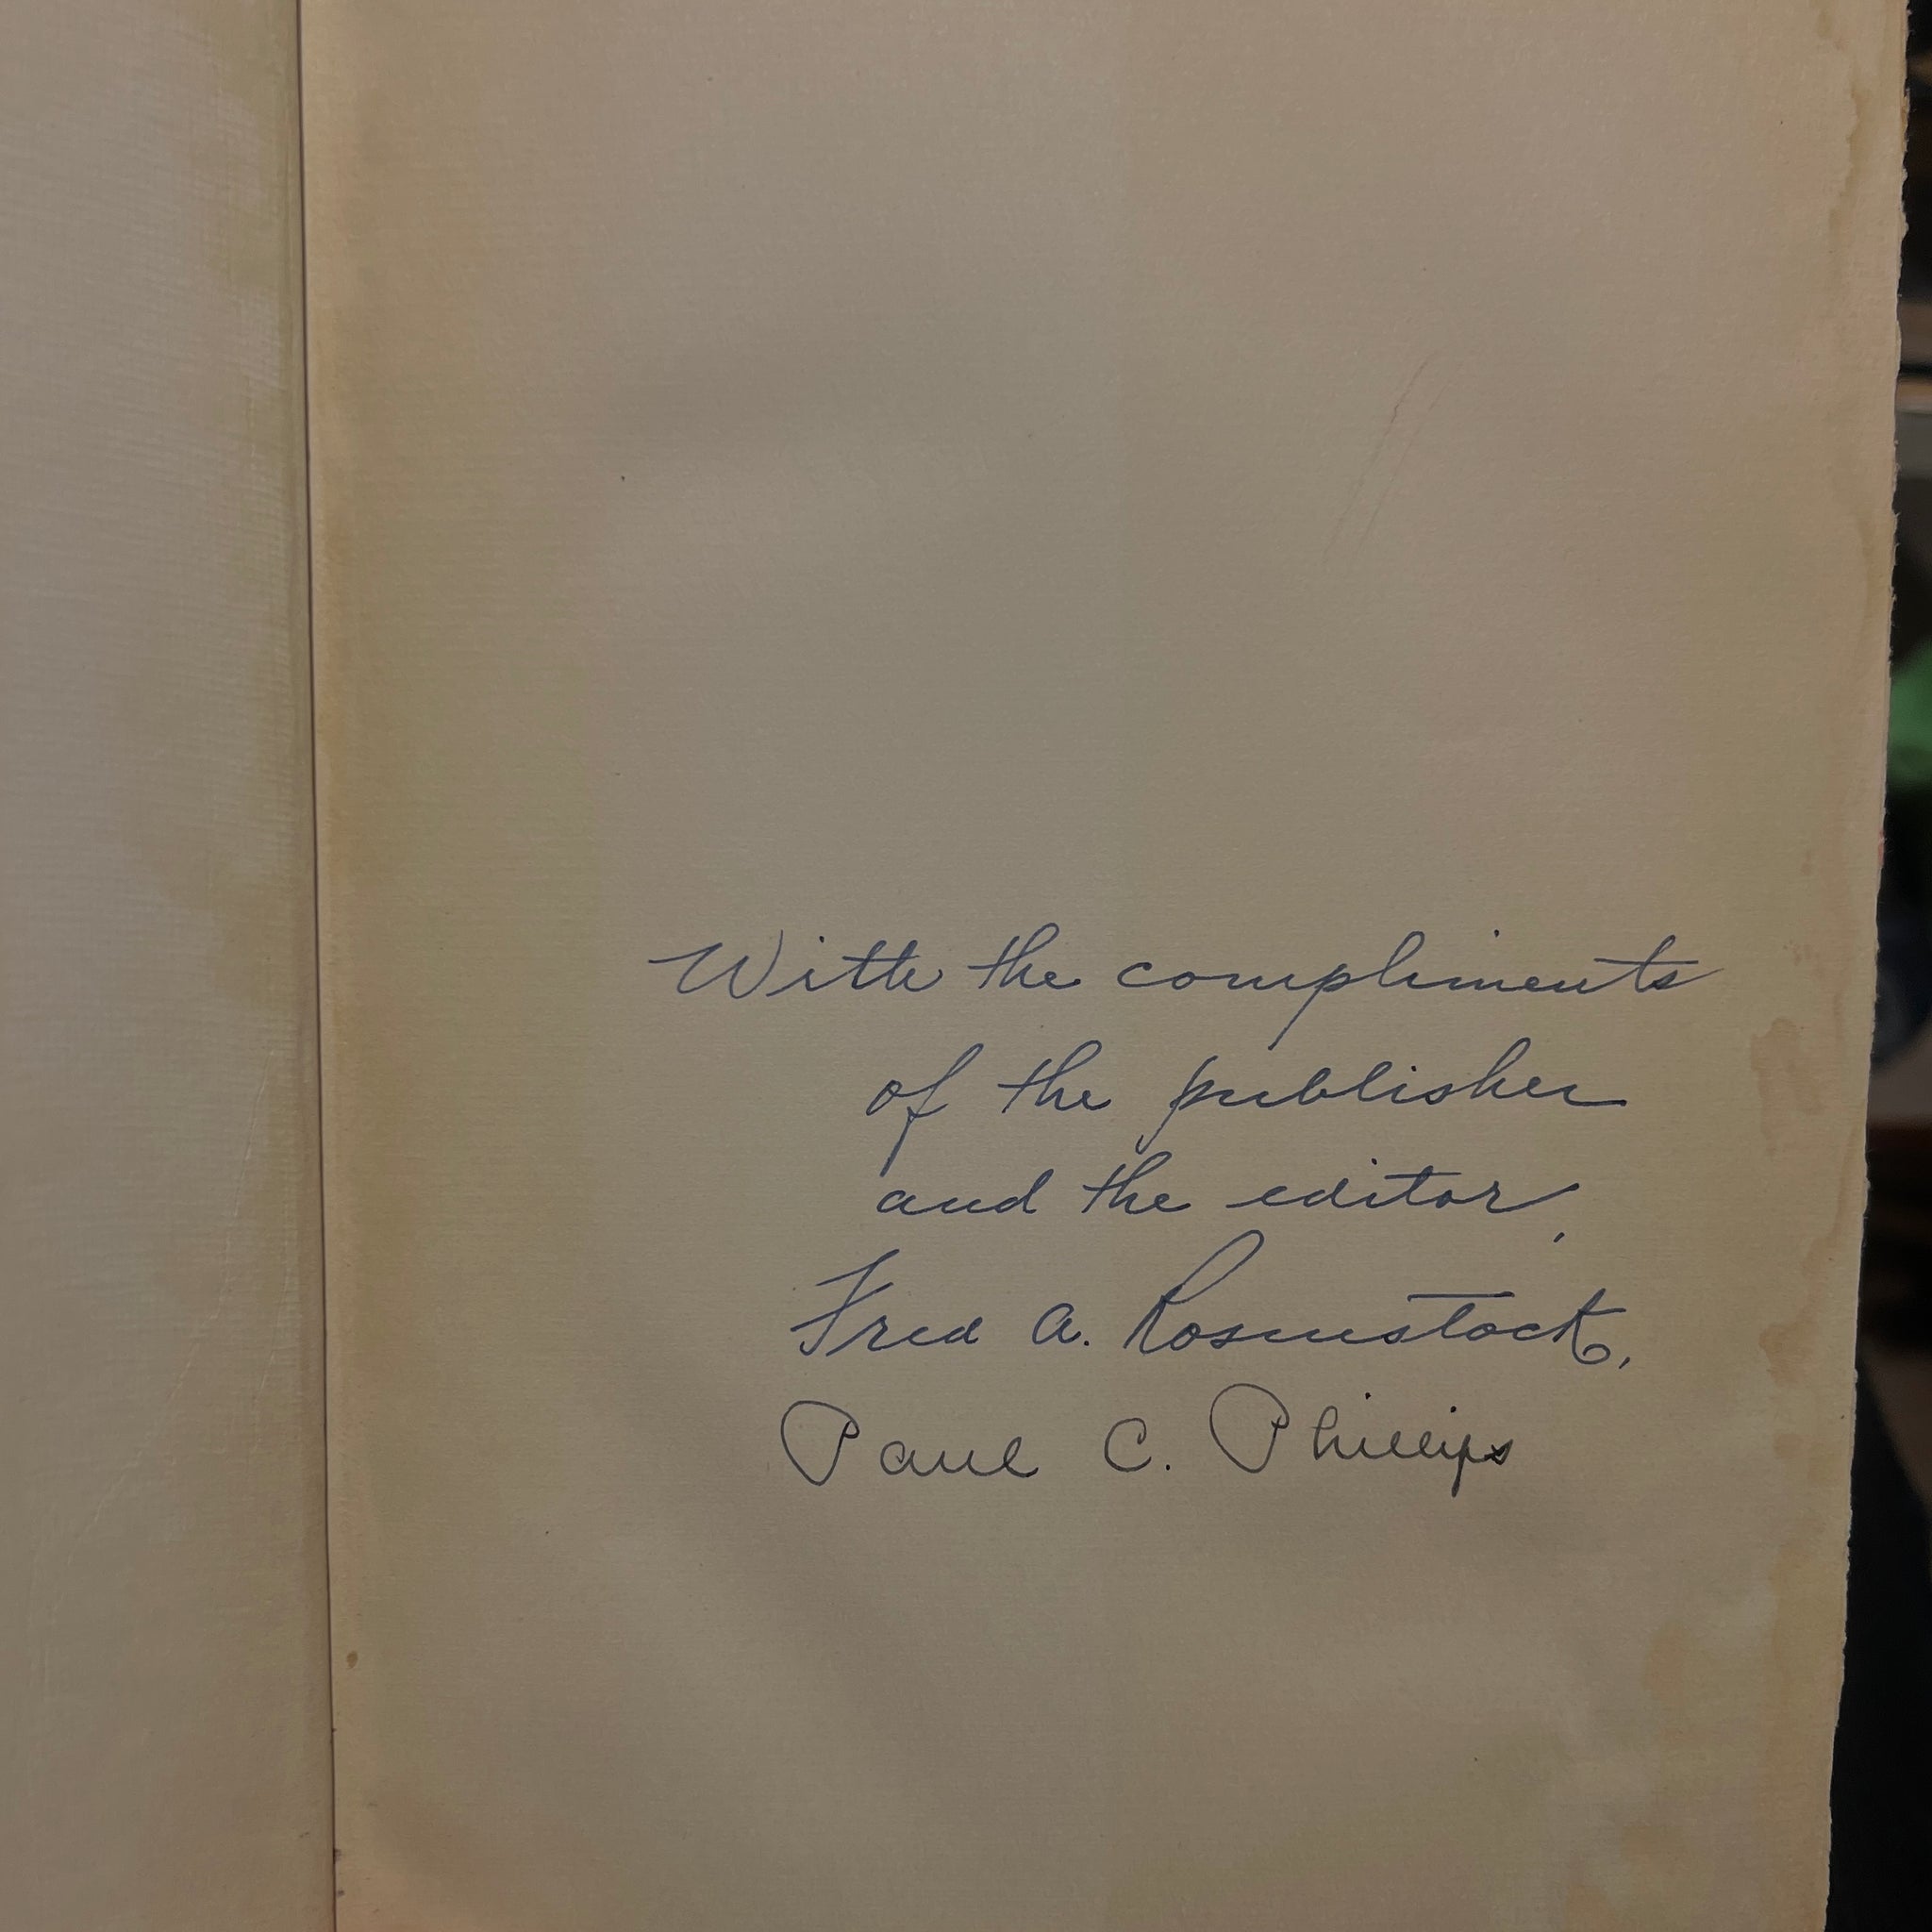 With the compliments
of the publisher
and the editor,
Fred A. Rosenstock,
Paul C. Phillips